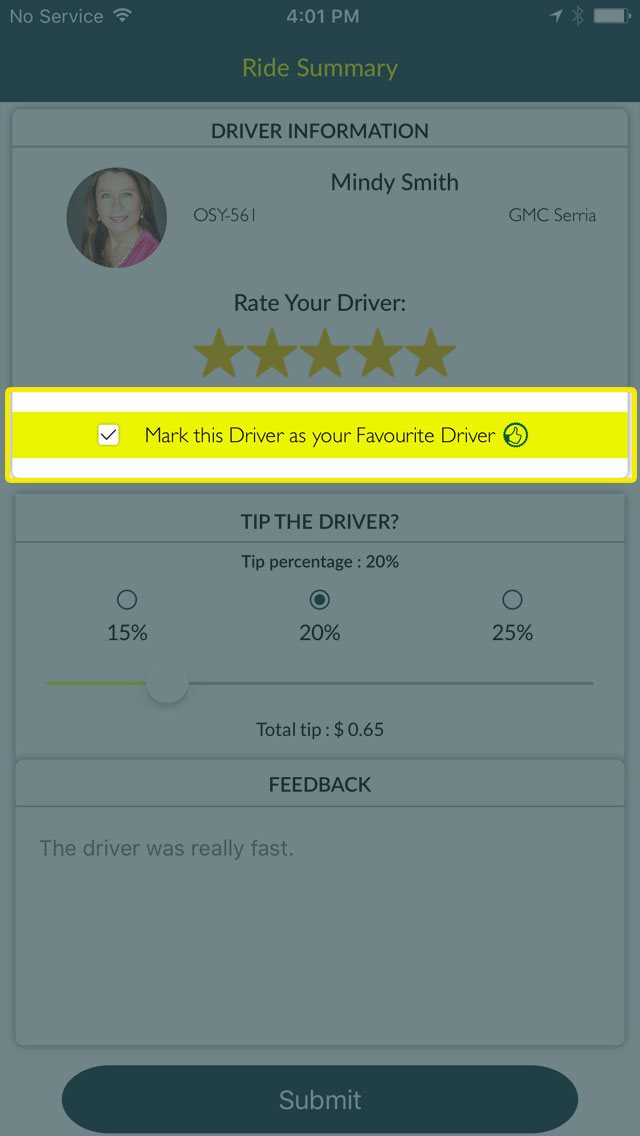 No Service 4:01 PM
Ride Summary
DRIVER INFORMATION
Mindy Smith
OSY-561 GMC Serria
Rate Your Driver:
Mark this Driver as your Favourite Driver
TIP THE DRIVER?
Tip percentage : 20%
15% 20% 25%
Total tip : $ 0.65
FEEDBACK
The driver was really fast.
Submit